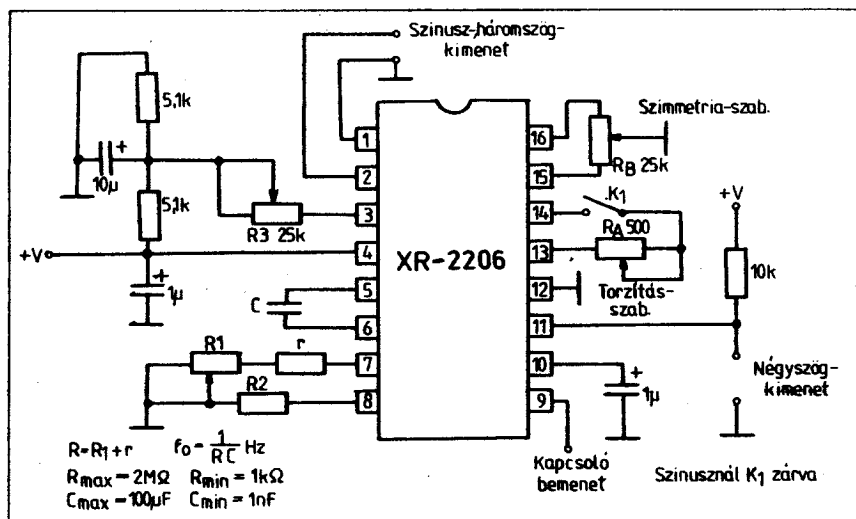 Szinusz-háromszög-
kimenet
5,1k
+
10μ
5,1k
R3 25k
+V
+
1μ
C
R1
r
R2
1
2
3
4
5
6
7
8
XR-2206
16
15
14
13
12
11
10
9
Szimmetria-szab.
RB 25k
K1
RA 500
Torzítás-
szab.
+V
10k
+
1μ
Négyszög-
kimenet
Kapcsoló
bemenet
R=R1+r f0=1/RC Hz
Rmax=2MΩ Rmin=1kΩ
Cmax=100μF Cmin=1nF
Szinusznál K1 zárva